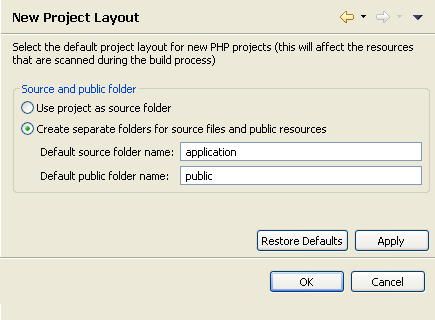 New Project Layout
Select the default project layout for new PHP projects (this will affect the resources
that are scanned during the build process)
Source and public folder
Use project as source folder
Create separate folders for source files and public resources
Default source folder name: application
Default public folder name: public
Restore Defaults Apply
OK Cancel